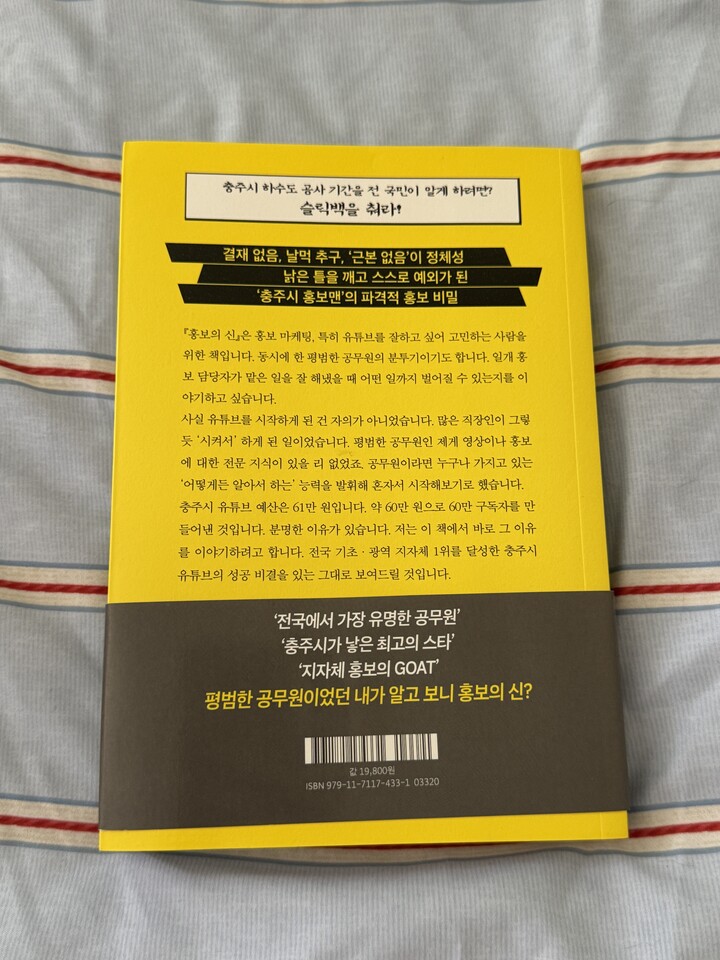 충주시 하수도 공사 기간을 전 국민이 알게 하려면?
슬릭백을 춰라!
결재 없음, 날먹 추구, ‘근본 없음’이 정체성
낡은 틀을 깨고 스스로 예외가 된
‘충주시 홍보맨’의 파격적 홍보 비밀
『홍보의 신』은 홍보 마케팅, 특히 유튜브를 잘하고 싶어 고민하는 사람을
위한 책입니다. 동시에 한 평범한 공무원의 분투기이기도 합니다. 일개 홍
보 담당자가 맡은 일을 잘 해냈을 때 어떤 일까지 벌어질 수 있는지를 이
야기하고 싶습니다.
사실 유튜브를 시작하게 된 건 자의가 아니었습니다. 많은 직장인이 그렇
듯 ‘시켜서’ 하게 된 일이었습니다. 평범한 공무원인 제게 영상이나 홍보
에 대한 전문 지식이 있을 리 없었죠. 공무원이라면 누구나 가지고 있는
‘어떻게든 알아서 하는’ 능력을 발휘해 혼자서 시작해보기로 했습니다.
충주시 유튜브 예산은 61만 원입니다. 약 60만 원으로 60만 구독자를 만
들어낸 것입니다. 분명한 이유가 있습니다. 저는 이 책에서 바로 그 이유
를 이야기하려고 합니다. 전국 기초·광역 지자체 1위를 달성한 충주시
유튜브의 성공 비결을 있는 그대로 보여드릴 것입니다.
‘전국에서 가장 유명한 공무원’
‘충주시가 낳은 최고의 스타’
‘지자체 홍보의 GOAT’
평범한 공무원이었던 내가 알고 보니 홍보의 신?
값 19,800원
ISBN 979-11-7117-433-1 03320